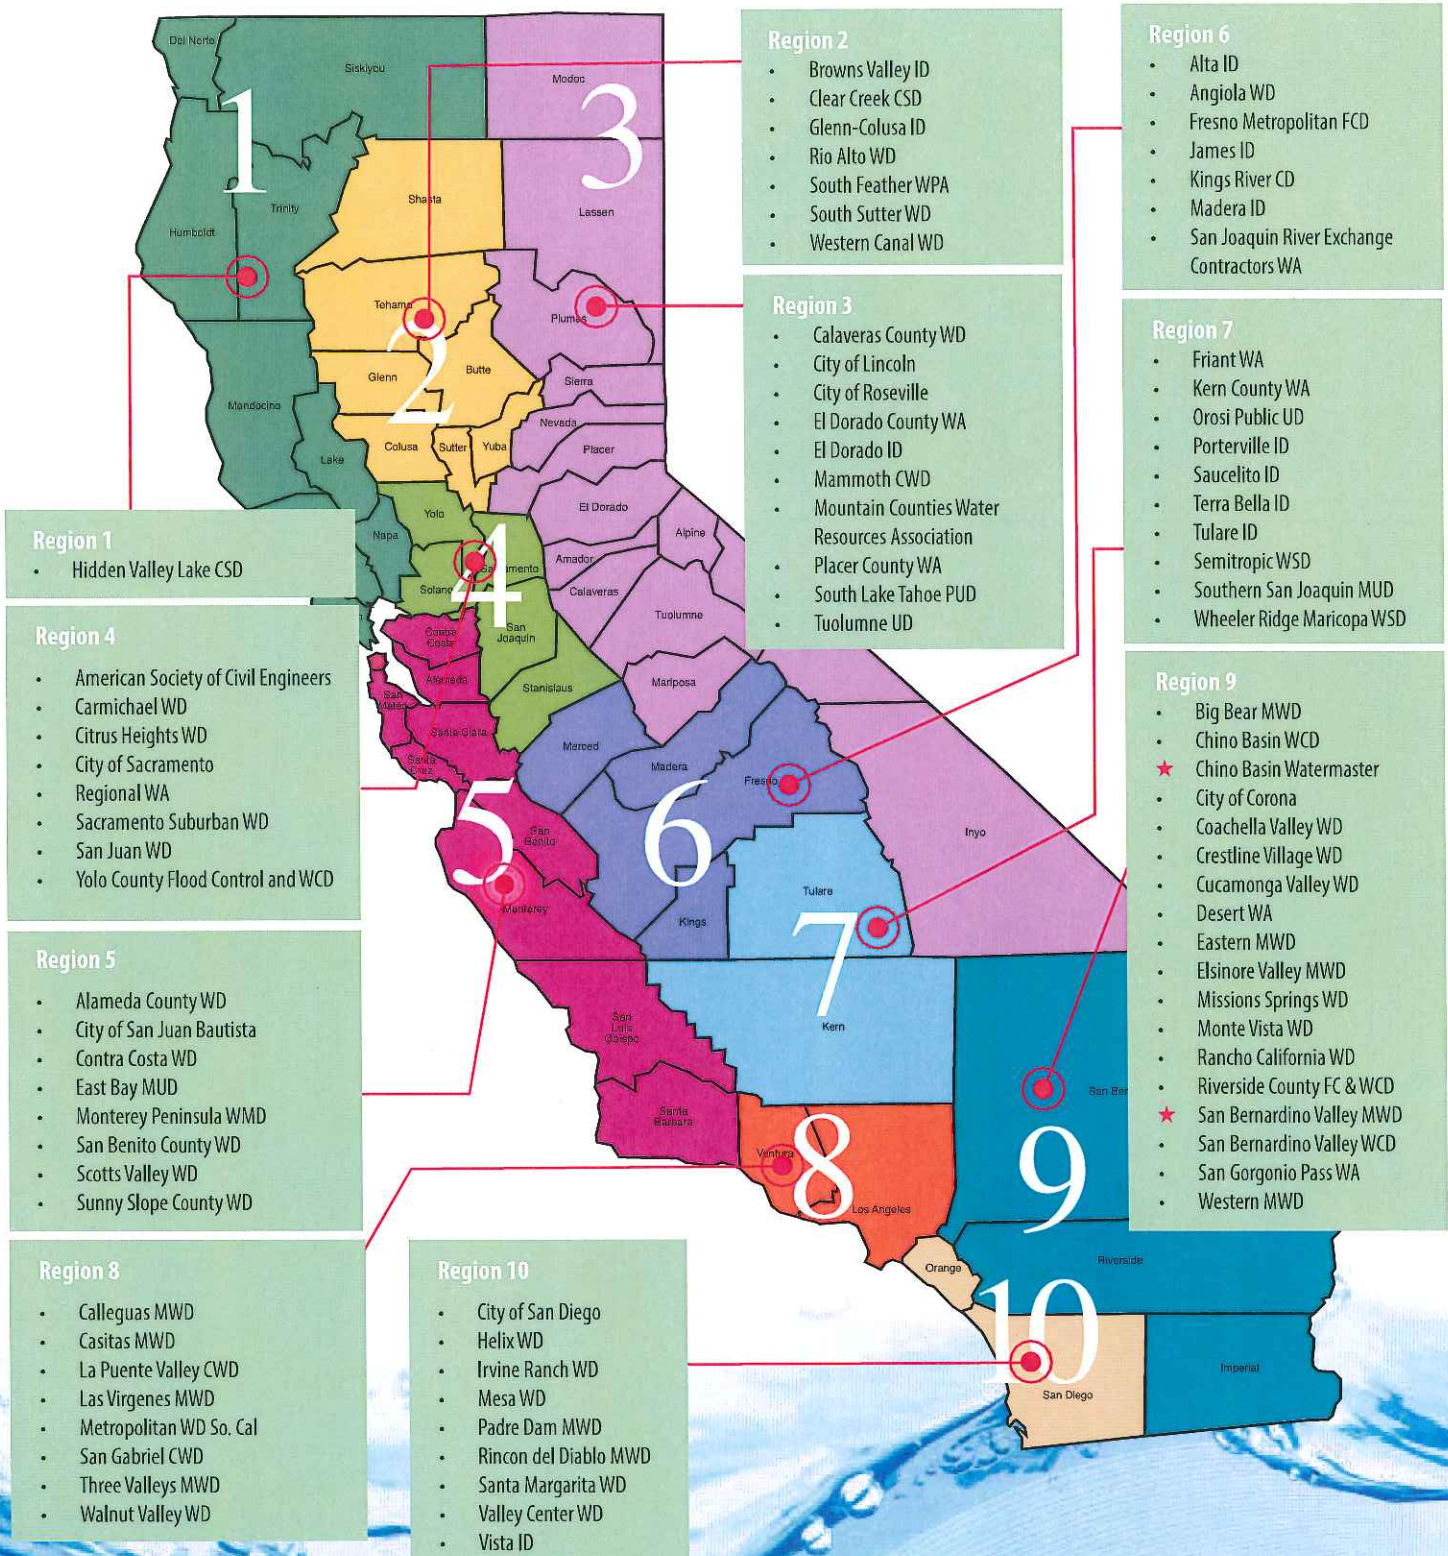 Region 2
• Browns Valley ID
• Clear Creek CSD
• Glenn-Colusa ID
• Rio Alto WD
• South Feather WPA
• South Sutter WD
• Western Canal WD
Region 6
• Alta ID
• Angiola WD
• Fresno Metropolitan FCD
• James ID
• Kings River CD
• Madera ID
• San Joaquin River Exchange
Contractors WA
Region 3
• Calaveras County WD
• City of Lincoln
• City of Roseville
• El Dorado County WA
• El Dorado ID
• Mammoth CWD
• Mountain Counties Water
Resources Association
• Placer County WA
• South Lake Tahoe PUD
• Tuolumne UD
Region 7
• Friant WA
• Kern County WA
• Orosi Public UD
• Porterville ID
• Saucelito ID
• Terra Bella ID
• Tulare ID
• Semitropic WSD
• Southern San Joaquin MUD
• Wheeler Ridge Maricopa WSD
Region 1
• Hidden Valley Lake CSD
Region 4
• American Society of Civil Engineers
• Carmichael WD
• Citrus Heights WD
• City of Sacramento
• Regional WA
• Sacramento Suburban WD
• San Juan WD
• Yolo County Flood Control and WCD
Region 9
• Big Bear MWD
• Chino Basin WCD
★ Chino Basin Watermaster
• City of Corona
• Coachella Valley WD
• Crestline Village WD
• Cucamonga Valley WD
• Desert WA
• Eastern MWD
• Elsinore Valley MWD
• Missions Springs WD
• Monte Vista WD
• Rancho California WD
• Riverside County FC & WCD
★ San Bernardino Valley MWD
• San Bernardino Valley WCD
• San Gorgonio Pass WA
• Western MWD
Region 5
• Alameda County WD
• City of San Juan Bautista
• Contra Costa WD
• East Bay MUD
• Monterey Peninsula WMD
• San Benito County WD
• Scotts Valley WD
• Sunny Slope County WD
Region 8
• Calleguas MWD
• Casitas MWD
• La Puente Valley CWD
• Las Virgenes MWD
• Metropolitan WD So. Cal
• San Gabriel CWD
• Three Valleys MWD
• Walnut Valley WD
Region 10
• City of San Diego
• Helix WD
• Irvine Ranch WD
• Mesa WD
• Padre Dam MWD
• Rincon del Diablo MWD
• Santa Margarita WD
• Valley Center WD
• Vista ID
Del Norte
Siskiyou
Modoc
1
3
Shasta
Trinity
Lassen
Humboldt
Tehama
Plumas
2
Glenn
Butte
Sierra
Mendocino
Nevada
Colusa
Sutter
Yuba
Placer
Lake
Yolo
El Dorado
Napa
Alpine
4
Sacramento
Amador
Solano
Calaveras
Tuolumne
Contra
Costa
San
Joaquin
Alameda
Stanislaus
Mariposa
San
Mateo
Santa Clara
Merced
Santa
Cruz
Madera
Fresno
5
6
Inyo
San
Benito
Tulare
Monterey
Kings
7
San
Luis
Obispo
Kern
San Ber
Santa
Barbara
8
Ventura
9
Los Angeles
Orange
Riverside
10
Imperial
San Diego